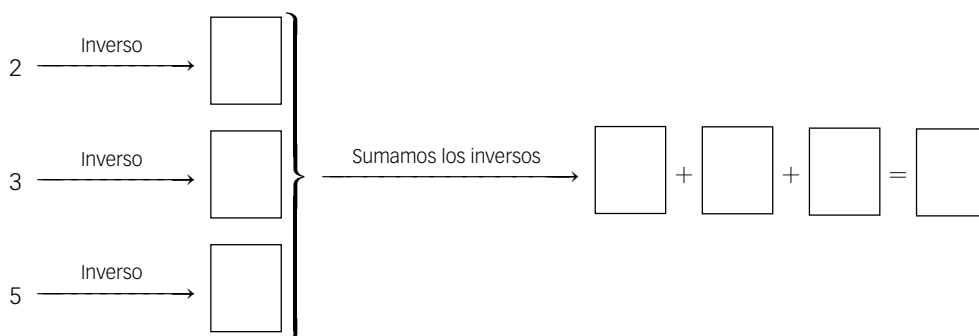 2 Inverso
3 Inverso
5 Inverso
Sumamos los inversos
+ + =